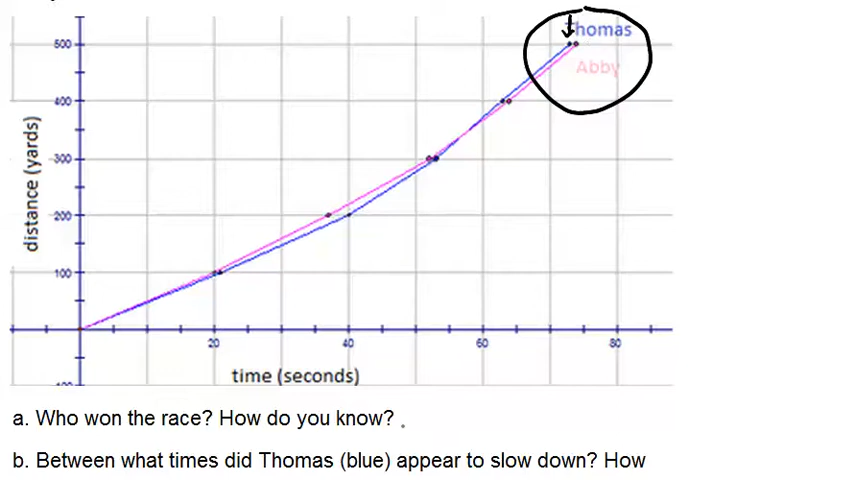 Thomas
500
Abby
400
distance (yards)
300
200
100
20 40 60 80
time (seconds)
a. Who won the race? How do you know? .
b. Between what times did Thomas (blue) appear to slow down? How